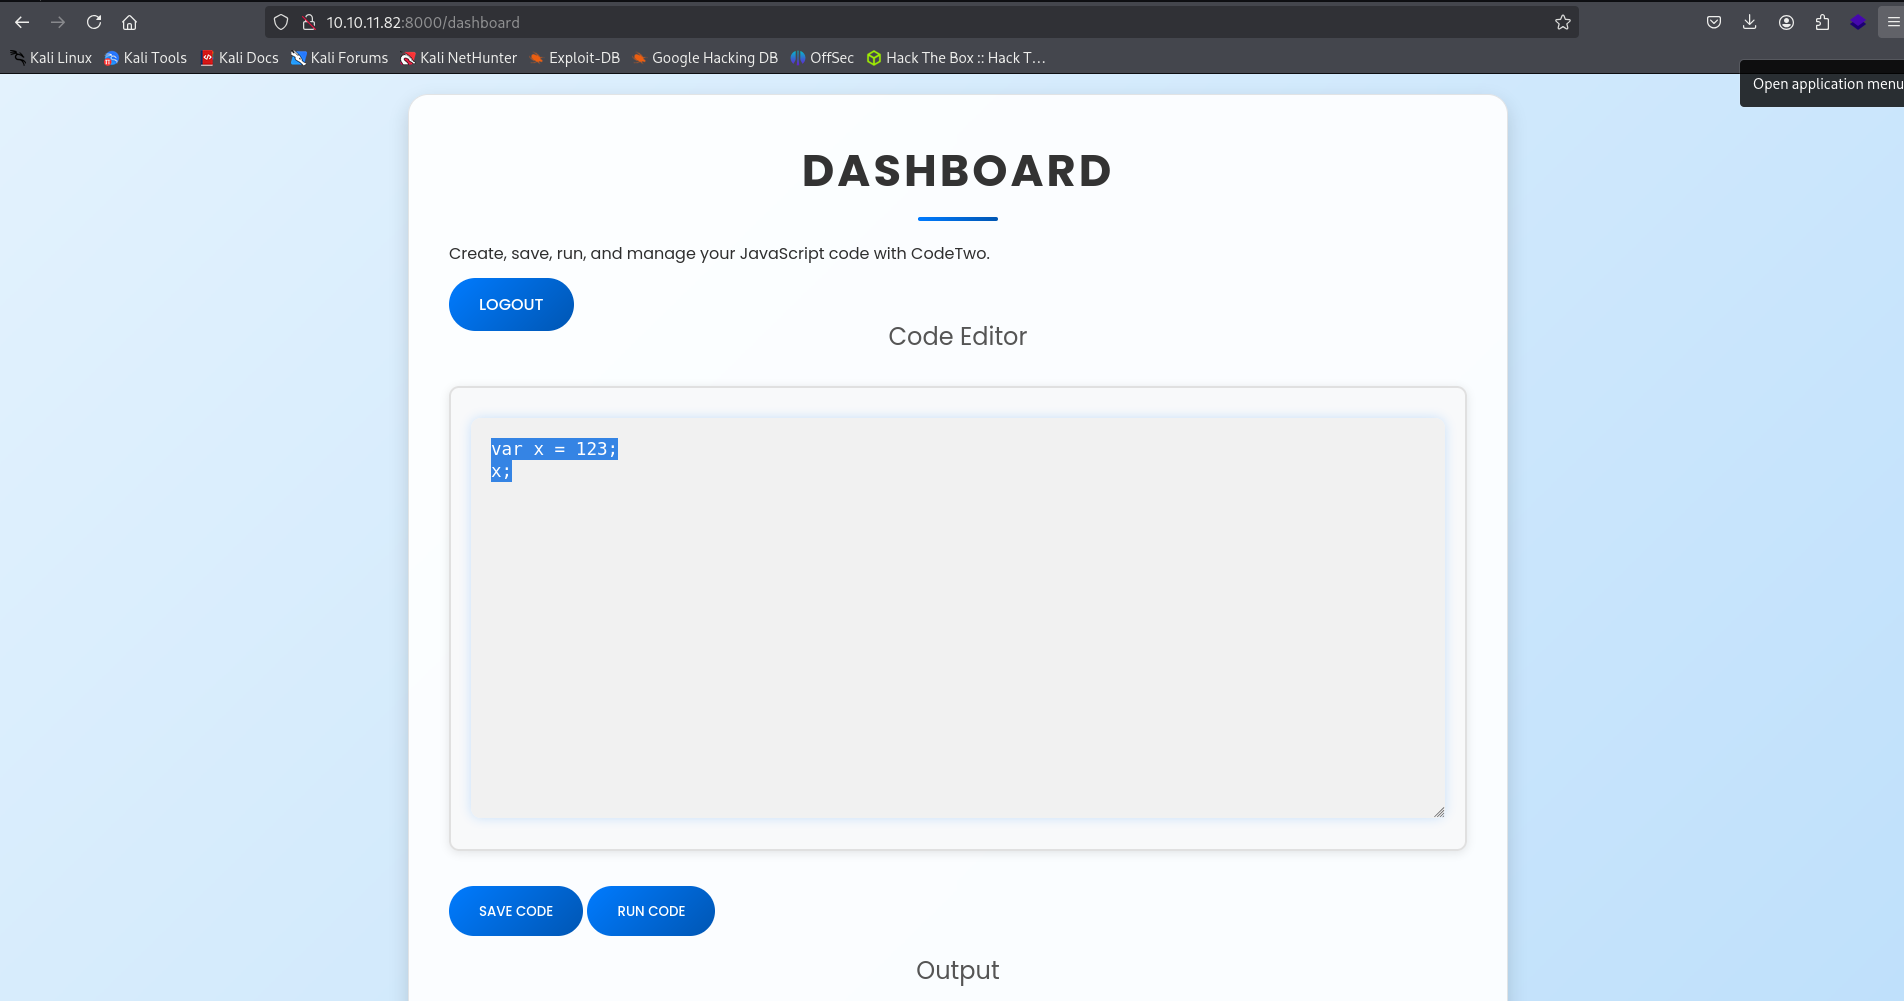 10.10.11.82:8000/dashboard
Kali Linux Kali Tools Kali Docs Kali Forums Kali NetHunter Exploit-DB Google Hacking DB OffSec Hack The Box :: Hack T…
Open application menu
DASHBOARD
Create, save, run, and manage your JavaScript code with CodeTwo.
LOGOUT
Code Editor
var x = 123;
x;
SAVE CODE RUN CODE
Output